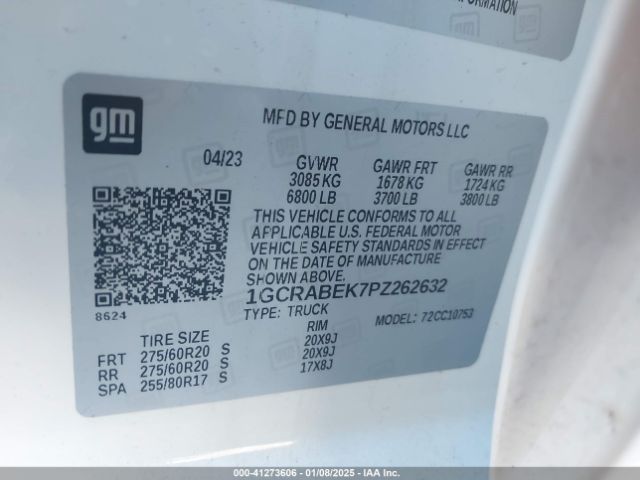 INFORMATION
gm
MFD BY GENERAL MOTORS LLC
04/23 GVWR GAWR FRT GAWR RR
3085 KG 1678 KG 1724 KG
6800 LB 3700 LB 3800 LB
THIS VEHICLE CONFORMS TO ALL
APPLICABLE U.S. FEDERAL MOTOR
VEHICLE SAFETY STANDARDS IN EFFECT
ON THE DATE OF MANUFACTURE
SHOWN ABOVE.
1GCRABEK7PZ262632
8624 TYPE: TRUCK MODEL: 72CC10753
TIRE SIZE RIM
FRT 275/60R20 S 20X9J
RR 275/60R20 S 20X9J
SPA 255/80R17 S 17X8J
000-41273606 - 01/08/2025 - IAA Inc.